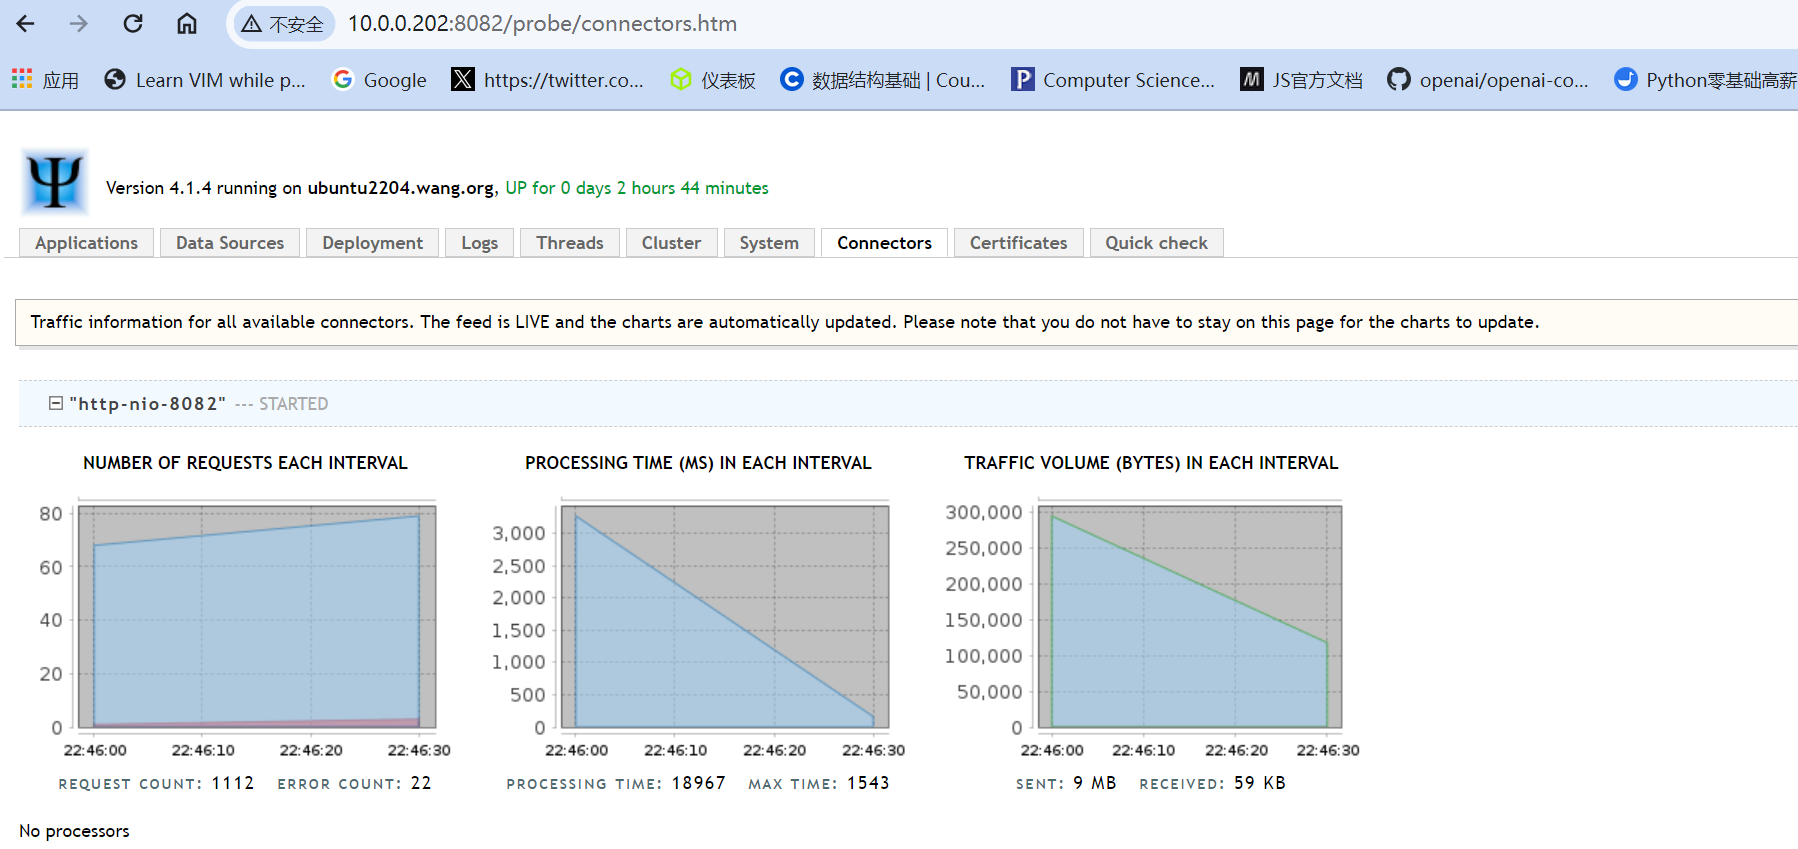 不安全 10.0.0.202:8082/probe/connectors.htm
应用 Learn VIM while p... Google https://twitter.co... 仪表板 数据结构基础 | Cou... Computer Science... JS官方文档 openai/openai-co... Python零基础高薪
Version 4.1.4 running on ubuntu2204.wang.org, UP for 0 days 2 hours 44 minutes
Applications Data Sources Deployment Logs Threads Cluster System Connectors Certificates Quick check
Traffic information for all available connectors. The feed is LIVE and the charts are automatically updated. Please note that you do not have to stay on this page for the charts to update.
"http-nio-8082" --- STARTED
NUMBER OF REQUESTS EACH INTERVAL
80
60
40
20
0
22:46:00 22:46:10 22:46:20 22:46:30
REQUEST COUNT: 1112 ERROR COUNT: 22
PROCESSING TIME (MS) IN EACH INTERVAL
3,000
2,500
2,000
1,500
1,000
500
0
22:46:00 22:46:10 22:46:20 22:46:30
PROCESSING TIME: 18967 MAX TIME: 1543
TRAFFIC VOLUME (BYTES) IN EACH INTERVAL
300,000
250,000
200,000
150,000
100,000
50,000
0
22:46:00 22:46:10 22:46:20 22:46:30
SENT: 9 MB RECEIVED: 59 KB
No processors